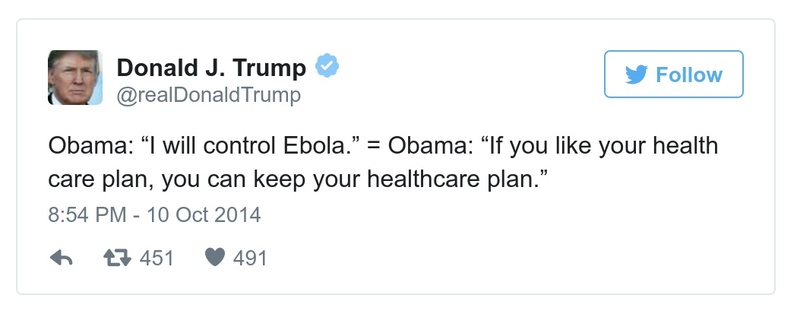 Donald J. Trump
@realDonaldTrump
Follow
Obama: “I will control Ebola.” = Obama: “If you like your health
care plan, you can keep your healthcare plan.”
8:54 PM - 10 Oct 2014
451 491